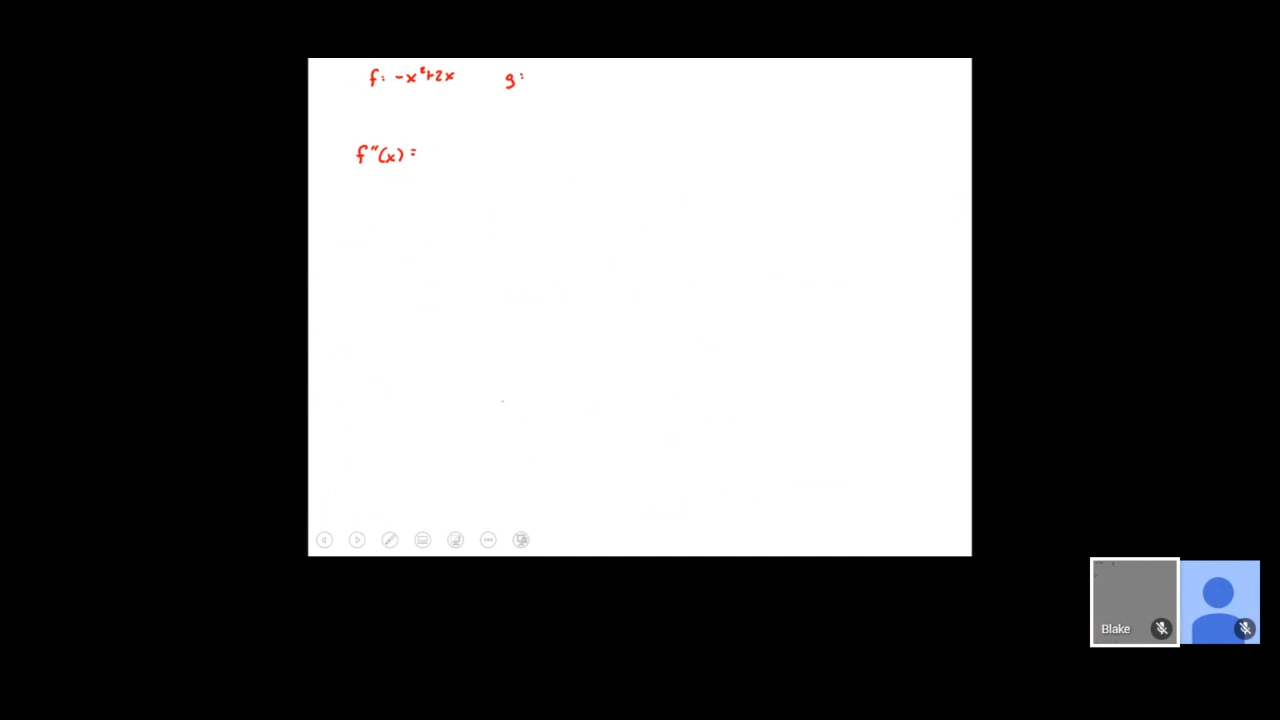 f: -x²+2x g:
f"(x) =
Blake